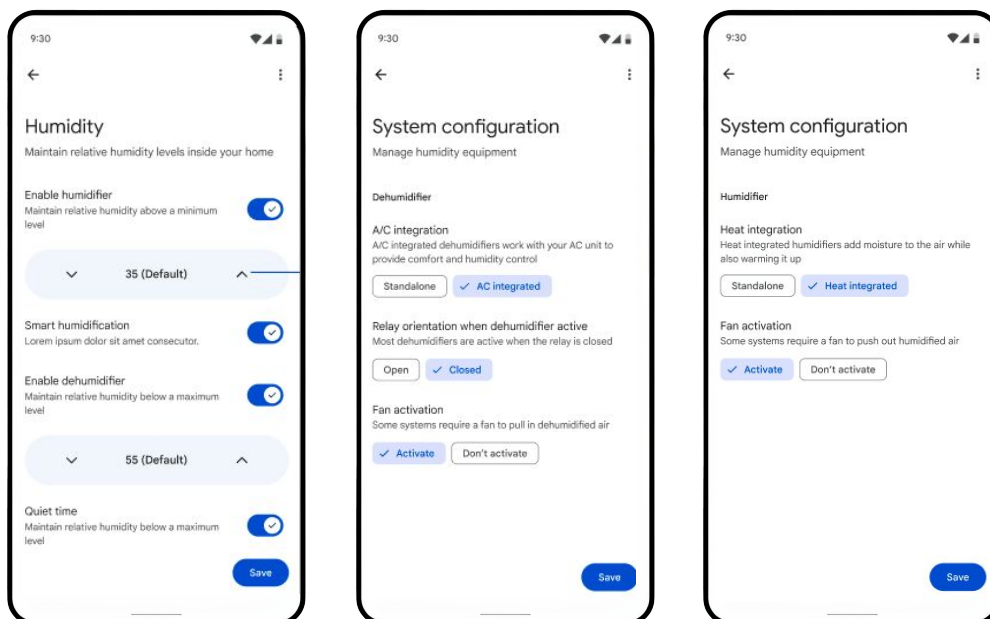 9:30
Humidity
Maintain relative humidity levels inside your home
Enable humidifier
Maintain relative humidity above a minimum
level
35 (Default)
Smart humidification
Lorem ipsum dolor sit amet consecutor.
Enable dehumidifier
Maintain relative humidity below a maximum
level
55 (Default)
Quiet time
Maintain relative humidity below a maximum
level
Save
9:30
System configuration
Manage humidity equipment
Dehumidifier
A/C integration
A/C integrated dehumidifiers work with your AC unit to
provide comfort and humidity control
Standalone
AC integrated
Relay orientation when dehumidifier active
Most dehumidifiers are active when the relay is closed
Open
Closed
Fan activation
Some systems require a fan to pull in dehumidified air
Activate
Don't activate
Save
9:30
System configuration
Manage humidity equipment
Humidifier
Heat integration
Heat integrated humidifiers add moisture to the air while
also warming it up
Standalone
Heat integrated
Fan activation
Some systems require a fan to push out humidified air
Activate
Don't activate
Save